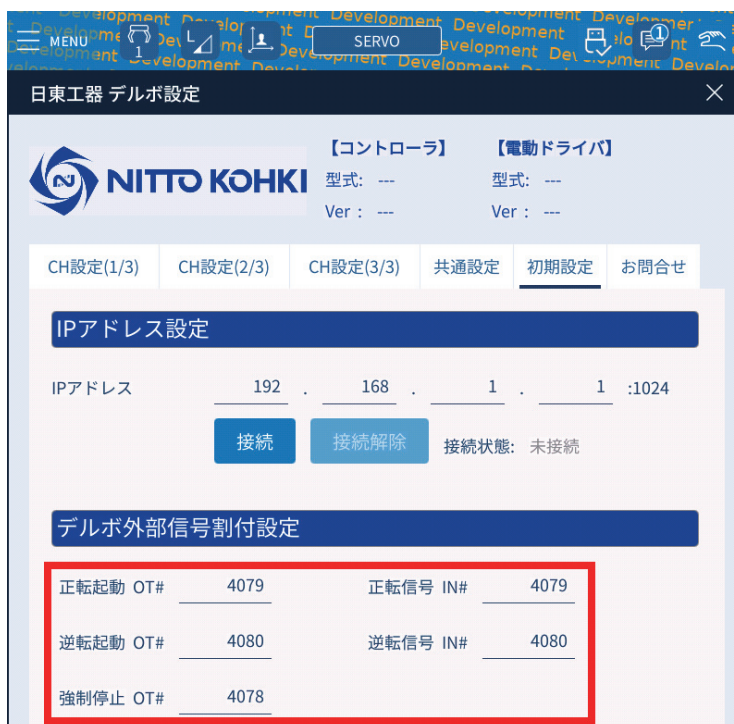 MENU 1 L SERVO 1
日東工器 デルボ設定
NITTO KOHKI
【コントローラ】 【電動ドライバ】
型式: --- 型式: ---
Ver : --- Ver : ---
CH設定(1/3) CH設定(2/3) CH設定(3/3) 共通設定 初期設定 お問合せ
IPアドレス設定
IPアドレス 192 . 168 . 1 . 1 :1024
接続 接続解除 接続状態: 未接続
デルボ外部信号割付設定
正転起動 OT# 4079 正転信号 IN# 4079
逆転起動 OT# 4080 逆転信号 IN# 4080
強制停止 OT# 4078